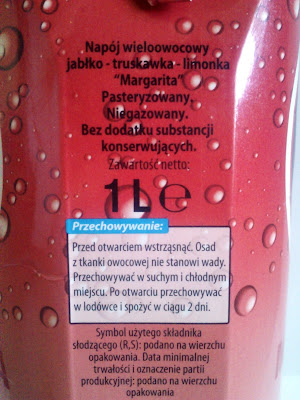 Napój wieloowocowy
jabłko - truskawka - limonka
“Margarita”
Pasteryzowany.
Niegazowany.
Bez dodatku substancji
konserwujących.
Zawartość netto:
1L℮
Przechowywanie:
Przed otwarciem wstrząsnąć. Osad
z tkanki owocowej nie stanowi wady.
Przechowywać w suchym i chłodnym
miejscu. Po otwarciu przechowywać
w lodówce i spożyć w ciągu 2 dni.
Symbol użytego składnika
słodzącego (R,S): podano na wierzchu
opakowania. Data minimalnej
trwałości i oznaczenie partii
produkcyjnej: podano na wierzchu
opakowania